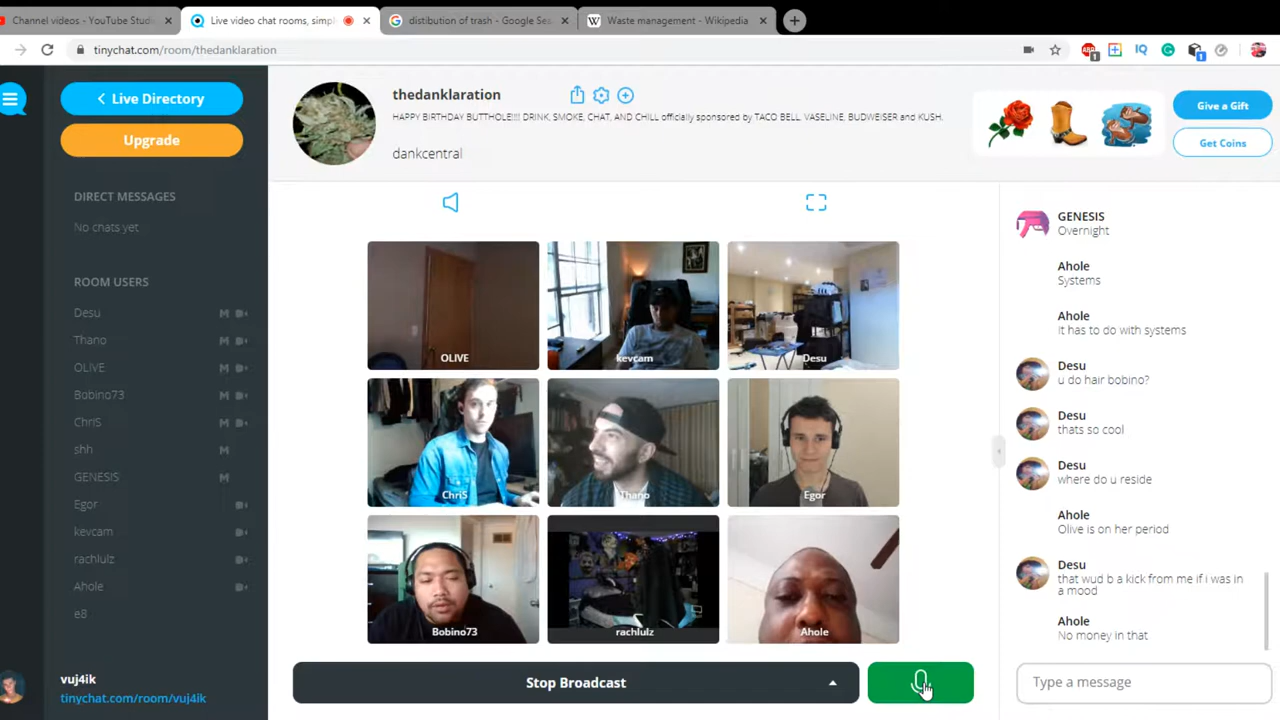 Channel videos - YouTube Studi
Live video chat rooms, simpl
distibution of trash - Google Sea
Waste management - Wikipedia
tinychat.com/room/thedanklaration
Live Directory
Upgrade
DIRECT MESSAGES
No chats yet
ROOM USERS
Desu
Thano
OLIVE
Bobino73
ChriS
shh
GENESIS
Egor
kevcam
rachlulz
Ahole
e8
vuj4ik
tinychat.com/room/vuj4ik
thedanklaration
HAPPY BIRTHDAY BUTTHOLE!!!! DRINK, SMOKE, CHAT, AND CHILL officially sponsored by TACO BELL, VASELINE, BUDWEISER and KUSH.
dankcentral
Give a Gift
Get Coins
OLIVE
kevcam
Desu
ChriS
Thano
Egor
Bobino73
rachlulz
Ahole
Stop Broadcast
GENESIS
Overnight
Ahole
Systems
Ahole
It has to do with systems
Desu
u do hair bobino?
Desu
thats so cool
Desu
where do u reside
Ahole
Olive is on her period
Desu
that wud b a kick from me if i was in
a mood
Ahole
No money in that
Type a message